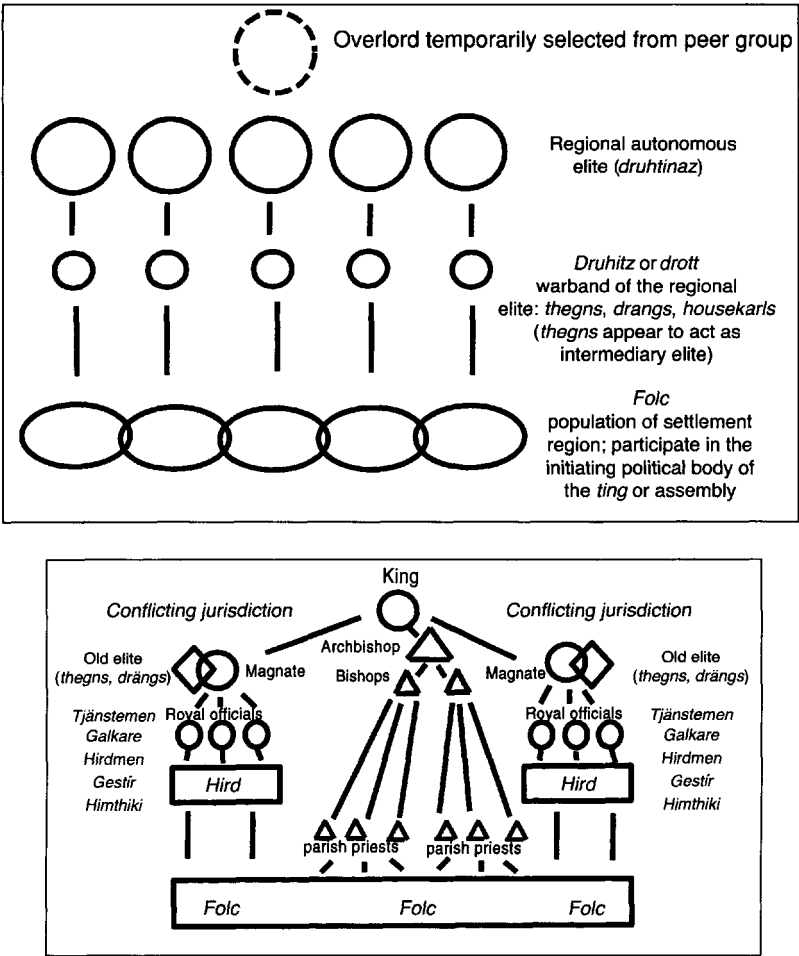 Overlord temporarily selected from peer group
Regional autonomous
elite (druhtinaz)
Druhitz or drott
warband of the regional
elite: thegns, drangs, housekarls
(thegns appear to act as
intermediary elite)
Folc
population of settlement
region; participate in the
initiating political body of
the ting or assembly
King
Conflicting jurisdiction
Conflicting jurisdiction
Archbishop
Old elite
(thegns, drängs)
Magnate
Bishops
Magnate
Old elite
(thegns, drängs)
Tjänstemen
Galkare
Hirdmen
Gestír
Himthiki
Royal officials
Hird
Royal officials
Hird
Tjänstemen
Galkare
Hirdmen
Gestír
Himthiki
parish priests
parish priests
Folc
Folc
Folc